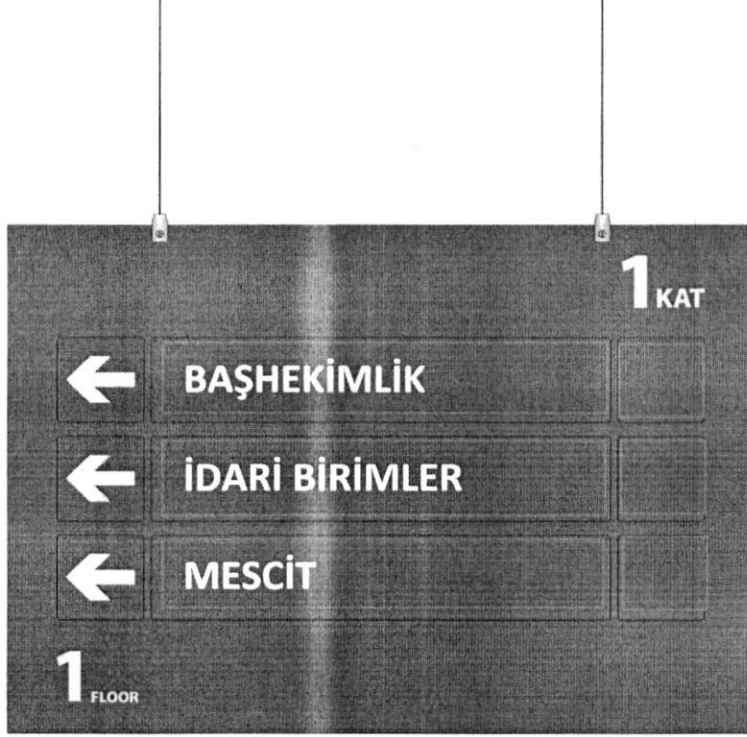 1 KAT
BAŞHEKİMLİK
İDARİ BİRİMLER
MESCİT
1 FLOOR